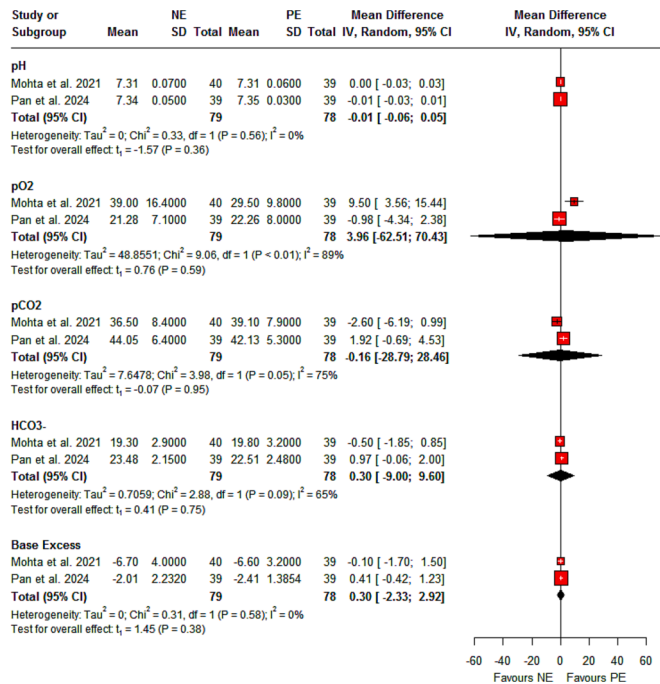 Study or NE PE Mean Difference Mean Difference
Subgroup Mean SD Total Mean SD Total IV, Random, 95% CI IV, Random, 95% CI
pH
Mohta et al. 2021 7.31 0.0700 40 7.31 0.0600 39 0.00 [ -0.03; 0.03]
Pan et al. 2024 7.34 0.0500 39 7.35 0.0300 39 -0.01 [ -0.03; 0.01]
Total (95% CI) 79 78 -0.01 [ -0.06; 0.05]
Heterogeneity: Tau² = 0; Chi² = 0.33, df = 1 (P = 0.56); I² = 0%
Test for overall effect: t₁ = -1.57 (P = 0.36)
pO2
Mohta et al. 2021 39.00 16.4000 40 29.50 9.8000 39 9.50 [ 3.56; 15.44]
Pan et al. 2024 21.28 7.1000 39 22.26 8.0000 39 -0.98 [ -4.34; 2.38]
Total (95% CI) 79 78 3.96 [-62.51; 70.43]
Heterogeneity: Tau² = 48.8551; Chi² = 9.06, df = 1 (P < 0.01); I² = 89%
Test for overall effect: t₁ = 0.76 (P = 0.59)
pCO2
Mohta et al. 2021 36.50 8.4000 40 39.10 7.9000 39 -2.60 [ -6.19; 0.99]
Pan et al. 2024 44.05 6.4000 39 42.13 5.3000 39 1.92 [ -0.69; 4.53]
Total (95% CI) 79 78 -0.16 [-28.79; 28.46]
Heterogeneity: Tau² = 7.6478; Chi² = 3.98, df = 1 (P = 0.05); I² = 75%
Test for overall effect: t₁ = -0.07 (P = 0.95)
HCO3-
Mohta et al. 2021 19.30 2.9000 40 19.80 3.2000 39 -0.50 [ -1.85; 0.85]
Pan et al. 2024 23.48 2.1500 39 22.51 2.4800 39 0.97 [ -0.06; 2.00]
Total (95% CI) 79 78 0.30 [ -9.00; 9.60]
Heterogeneity: Tau² = 0.7059; Chi² = 2.88, df = 1 (P = 0.09); I² = 65%
Test for overall effect: t₁ = 0.41 (P = 0.75)
Base Excess
Mohta et al. 2021 -6.70 4.0000 40 -6.60 3.2000 39 -0.10 [ -1.70; 1.50]
Pan et al. 2024 -2.01 2.2320 39 -2.41 1.3854 39 0.41 [ -0.42; 1.23]
Total (95% CI) 79 78 0.30 [ -2.33; 2.92]
Heterogeneity: Tau² = 0; Chi² = 0.31, df = 1 (P = 0.58); I² = 0%
Test for overall effect: t₁ = 1.45 (P = 0.38)
-60 -40 -20 0 20 40 60
Favours NE Favours PE